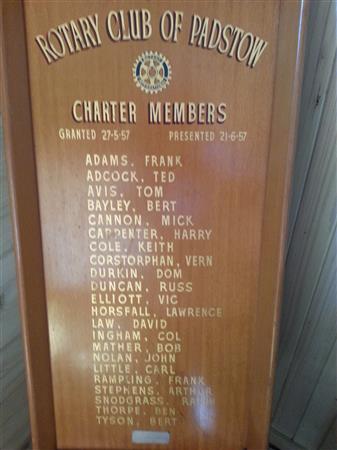 ROTARY CLUB OF PADSTOW
CHARTER MEMBERS
GRANTED 27-5-57 PRESENTED 21-6-57
ADAMS, FRANK
ADCOCK, TED
AVIS, TOM
BAYLEY, BERT
CANNON, MICK
CARPENTER, HARRY
COLE, KEITH
CORSTORPHAN, VERN
DURKIN, DOM
DUNCAN, RUSS
ELLIOTT, VIC
HORSFALL, LAWRENCE
LAW, DAVID
INGHAM, COL
MATHER, BOB
NOLAN, JOHN
LITTLE, CARL
RAMPLING, FRANK
STEPHENS, ARTHUR
SNODGRASS, RALPH
THORPE, BEN
TYSON, BERT